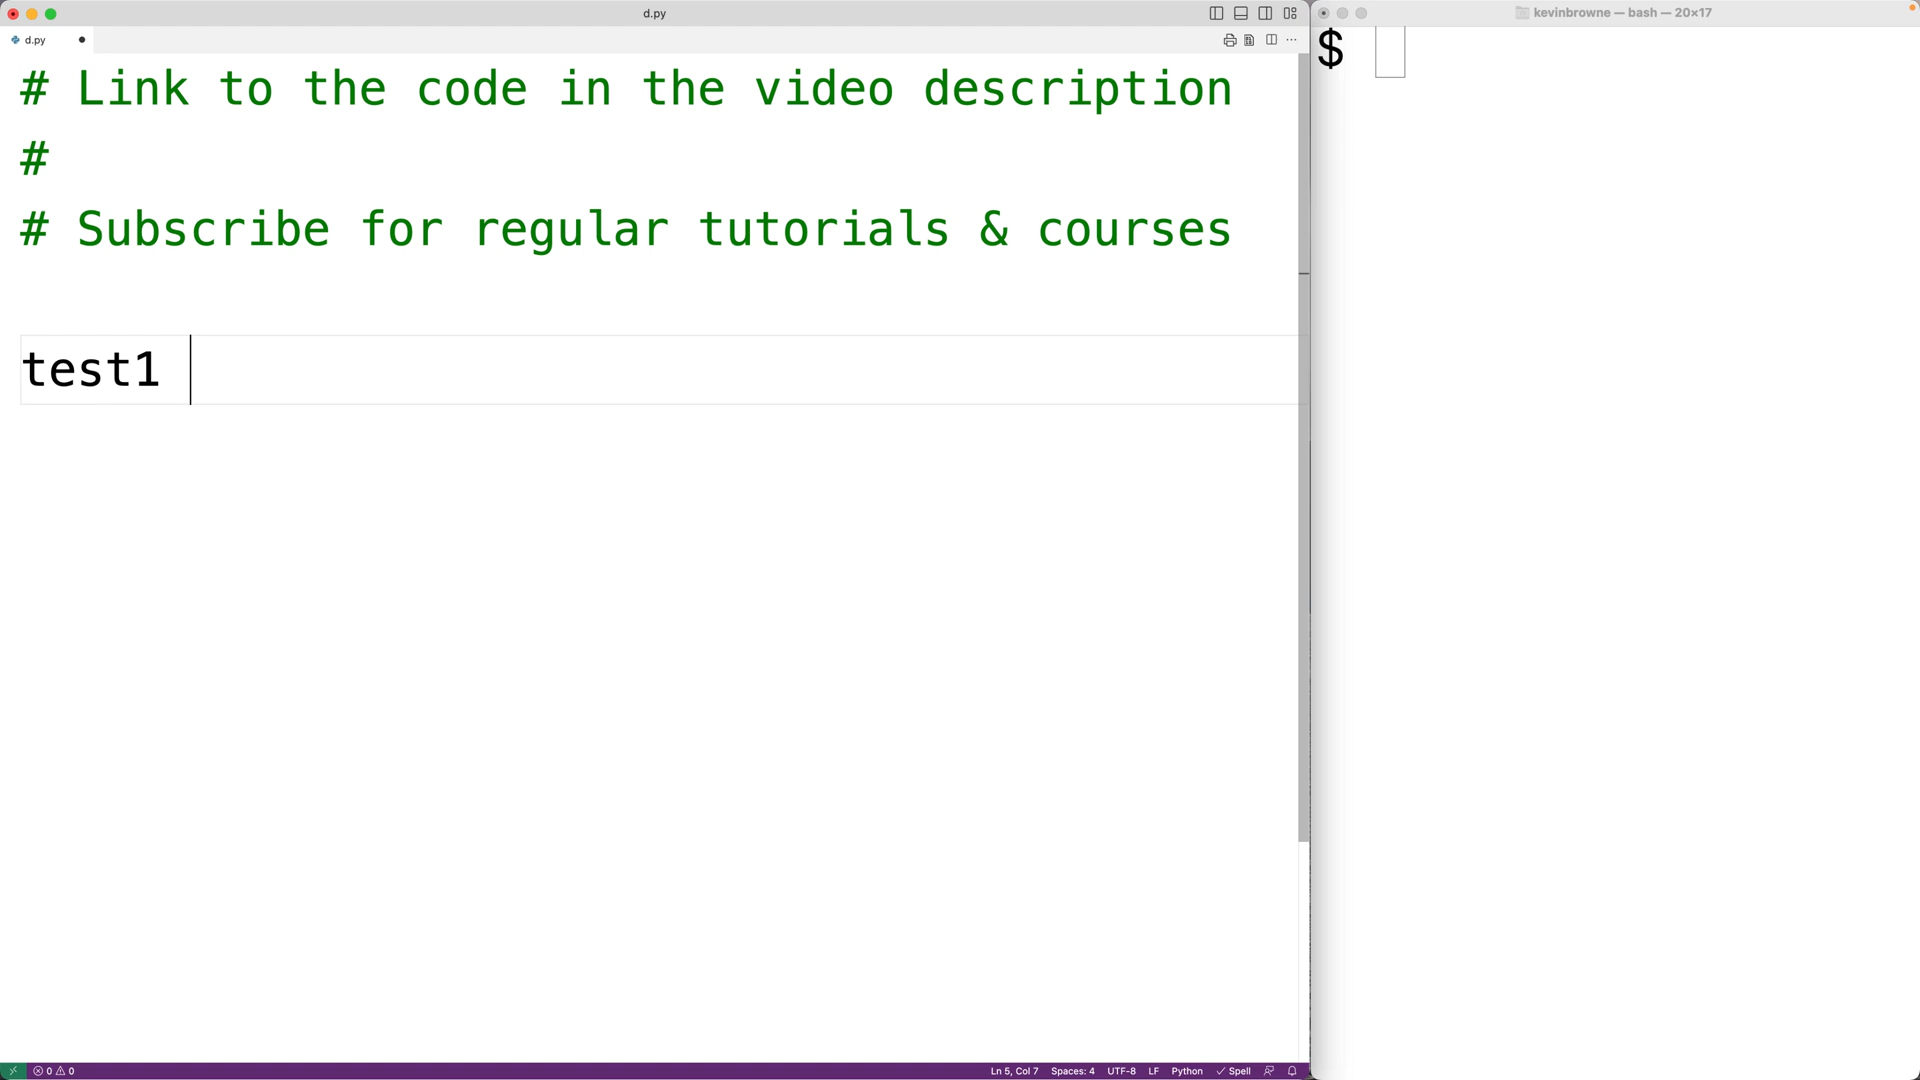 d.py
kevinbrowne — bash — 20×17
d.py
# Link to the code in the video description
#
# Subscribe for regular tutorials & courses
test1
$
0 0
Ln 5, Col 7 Spaces: 4 UTF-8 LF Python Spell